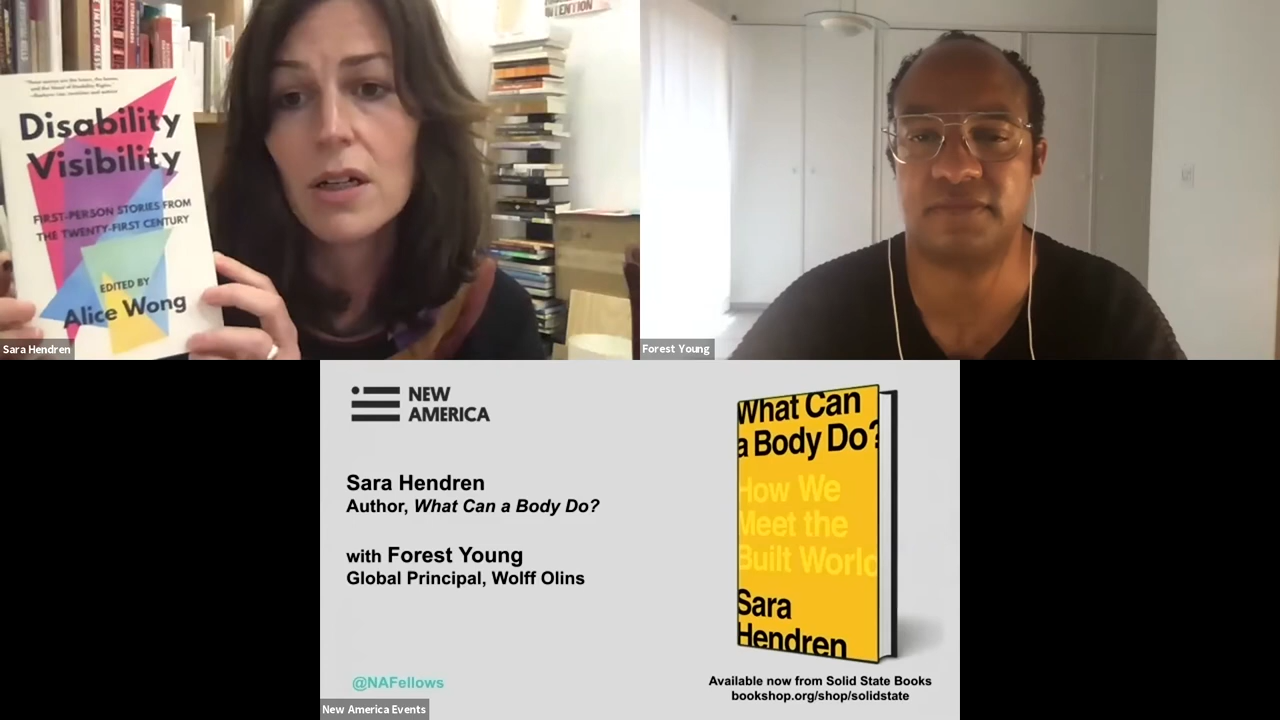 Disability
Visibility
FIRST-PERSON STORIES FROM
THE TWENTY-FIRST CENTURY
EDITED BY
Alice Wong
Sara Hendren
Forest Young
NEW
AMERICA
Sara Hendren
Author, What Can a Body Do?
with Forest Young
Global Principal, Wolff Olins
@NAFellows
New America Events
What Can
a Body Do?
How We
Meet the
Built World
Sara
Hendren
Available now from Solid State Books
bookshop.org/shop/solidstate